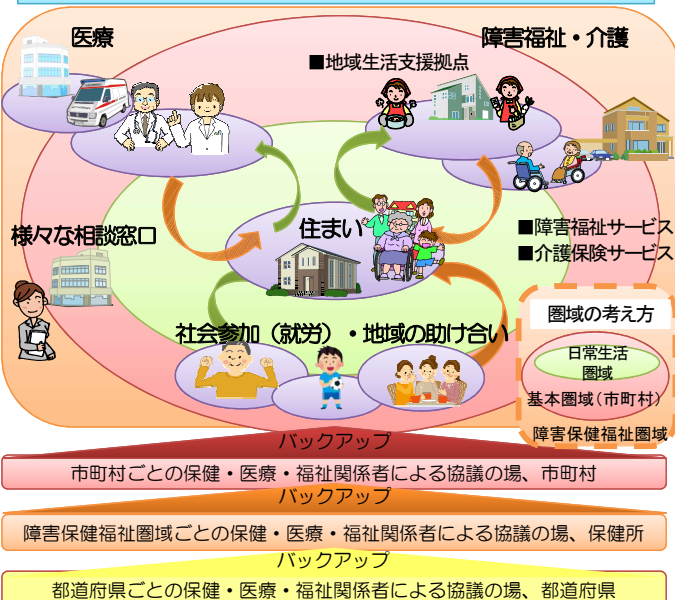 医療
障害福祉・介護
■地域生活支援拠点
住まい
様々な相談窓口
■障害福祉サービス
■介護保険サービス
社会参加（就労）・地域の助け合い
圏域の考え方
日常生活
圏域
基本圏域（市町村）
障害保健福祉圏域
バックアップ
市町村ごとの保健・医療・福祉関係者による協議の場、市町村
バックアップ
障害保健福祉圏域ごとの保健・医療・福祉関係者による協議の場、保健所
バックアップ
都道府県ごとの保健・医療・福祉関係者による協議の場、都道府県